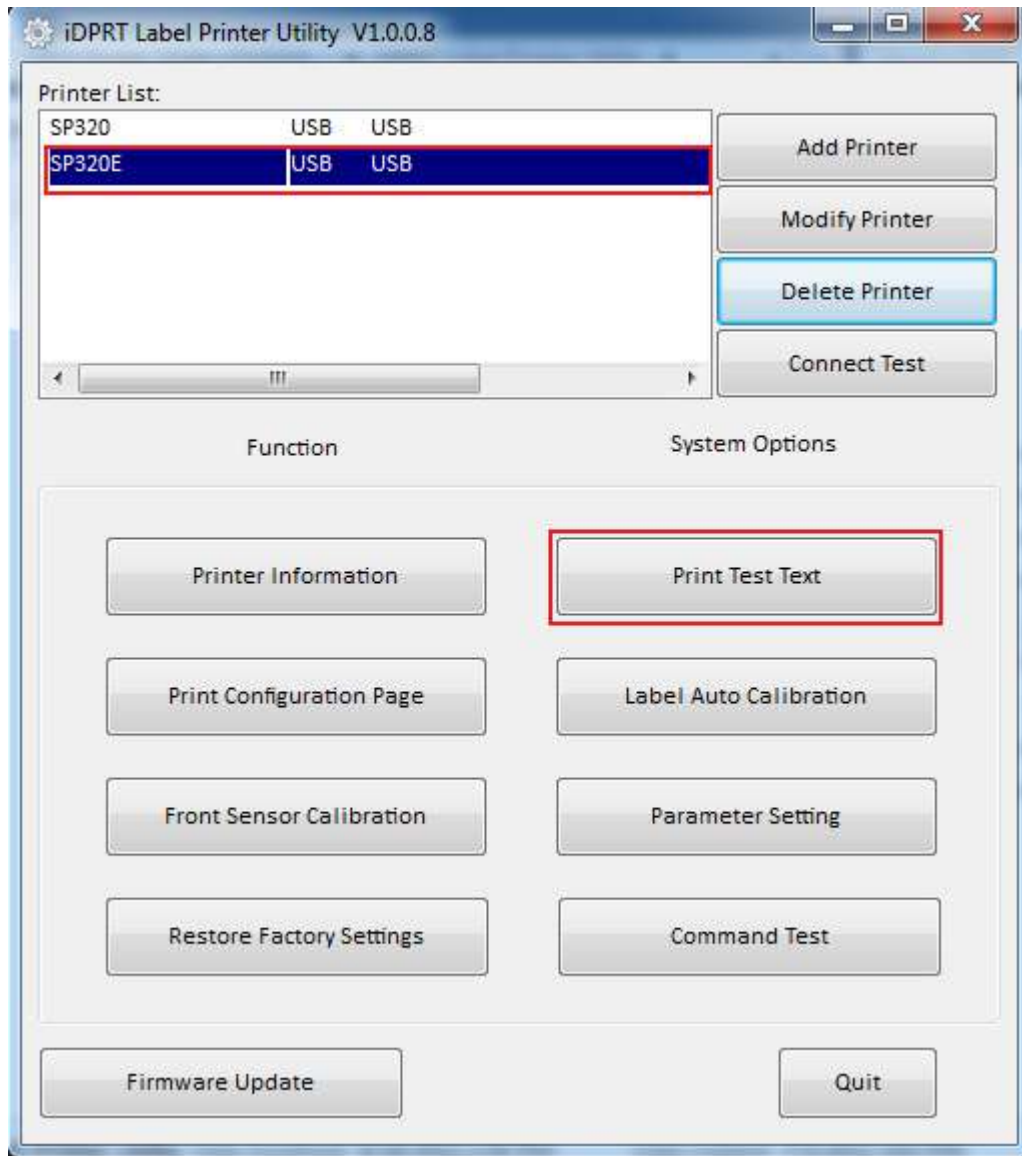 iDPRT Label Printer Utility V1.0.0.8
Printer List:
SP320 USB USB
SP320E USB USB
Add Printer
Modify Printer
Delete Printer
Connect Test
Function System Options
Printer Information Print Test Text
Print Configuration Page Label Auto Calibration
Front Sensor Calibration Parameter Setting
Restore Factory Settings Command Test
Firmware Update Quit